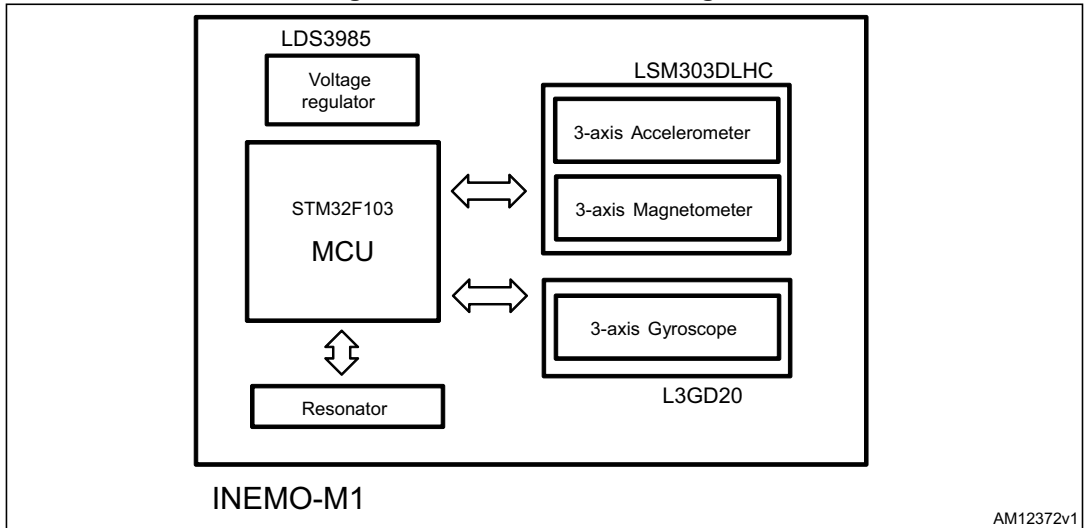 LDS3985
Voltage
regulator
LSM303DLHC
3-axis Accelerometer
STM32F103
MCU
3-axis Magnetometer
3-axis Gyroscope
L3GD20
Resonator
INEMO-M1
AM12372v1